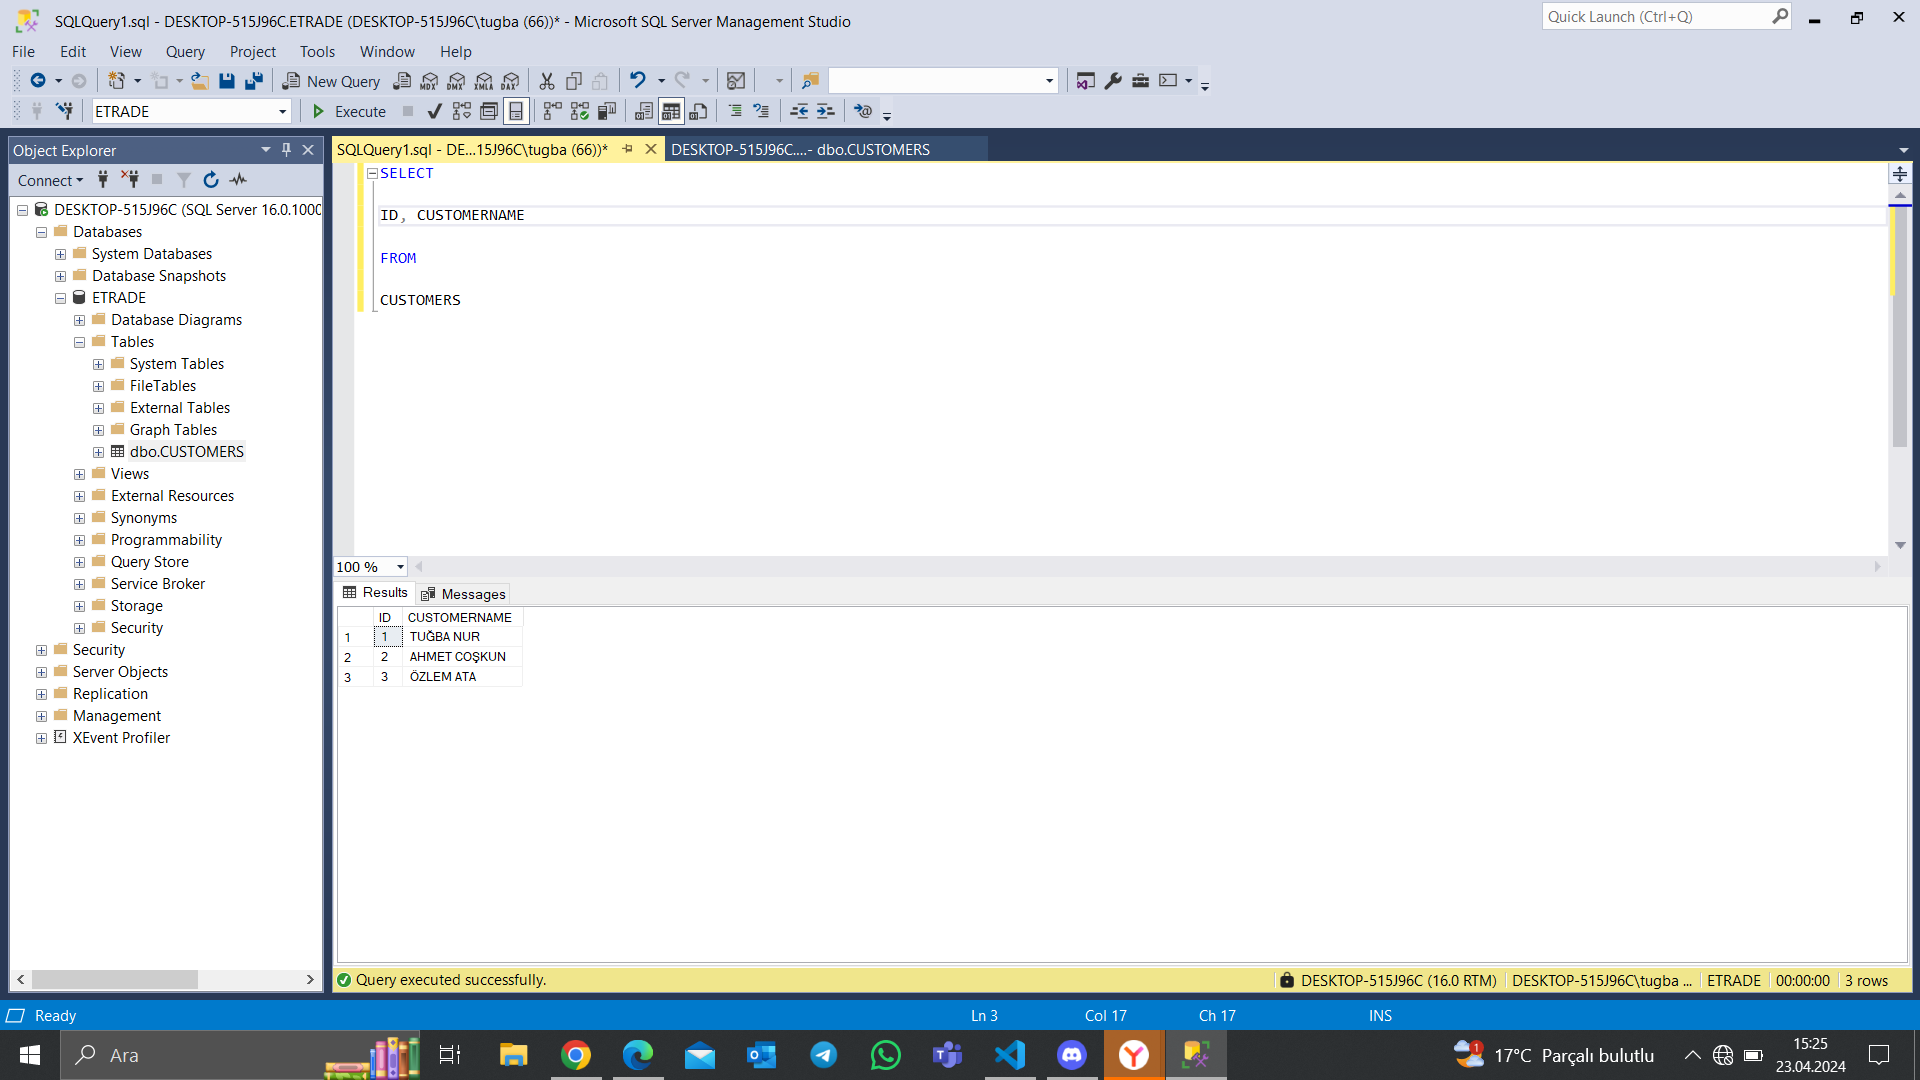 SQLQuery1.sql - DESKTOP-515J96C.ETRADE (DESKTOP-515J96C\tugba (66))* - Microsoft SQL Server Management Studio
Quick Launch (Ctrl+Q)
File Edit View Query Project Tools Window Help
New Query
MDX DMX XMLA DAX
ETRADE
Execute
Object Explorer
SQLQuery1.sql - DE...15J96C\tugba (66))*
DESKTOP-515J96C....- dbo.CUSTOMERS
Connect
DESKTOP-515J96C (SQL Server 16.0.1000
Databases
System Databases
Database Snapshots
ETRADE
Database Diagrams
Tables
System Tables
FileTables
External Tables
Graph Tables
dbo.CUSTOMERS
Views
External Resources
Synonyms
Programmability
Query Store
Service Broker
Storage
Security
Security
Server Objects
Replication
Management
XEvent Profiler
SELECT
ID, CUSTOMERNAME
FROM
CUSTOMERS
100 %
Results Messages
ID CUSTOMERNAME
1 1 TUĞBA NUR
2 2 AHMET COŞKUN
3 3 ÖZLEM ATA
Query executed successfully.
DESKTOP-515J96C (16.0 RTM) DESKTOP-515J96C\tugba ... ETRADE 00:00:00 3 rows
Ready
Ln 3 Col 17 Ch 17 INS
Ara
1
17°C Parçalı bulutlu
15:25
23.04.2024